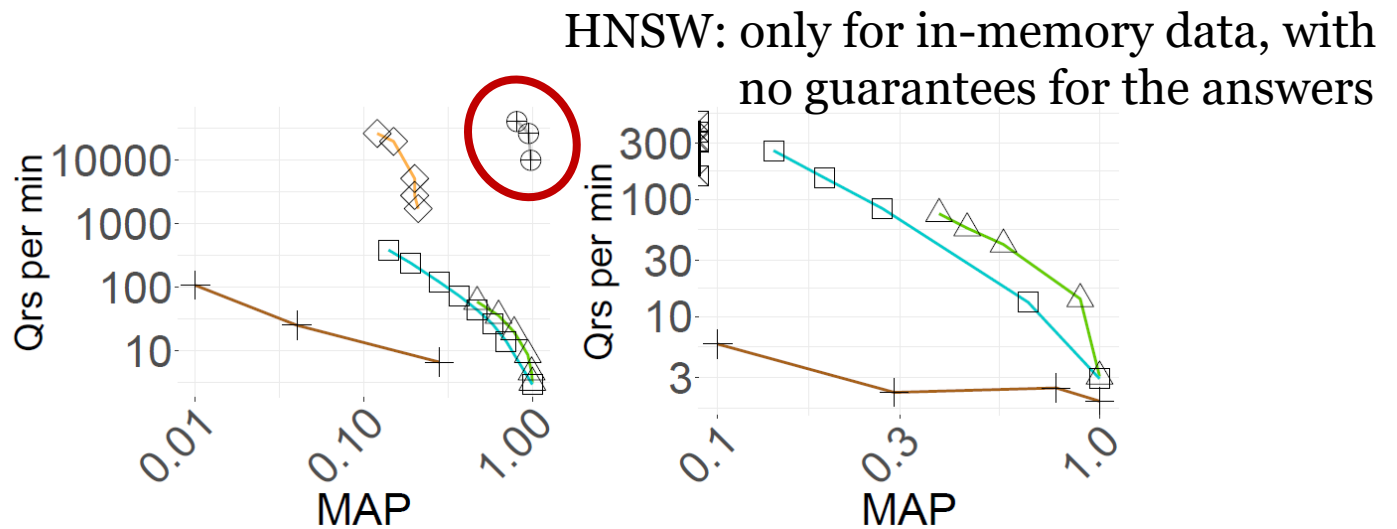 HNSW: only for in-memory data, with
no guarantees for the answers
Qrs per min
10000
1000
100
10
0.01
0.10
1.00
MAP
Qrs per min
300
100
30
10
3
0.1
0.3
1.0
MAP